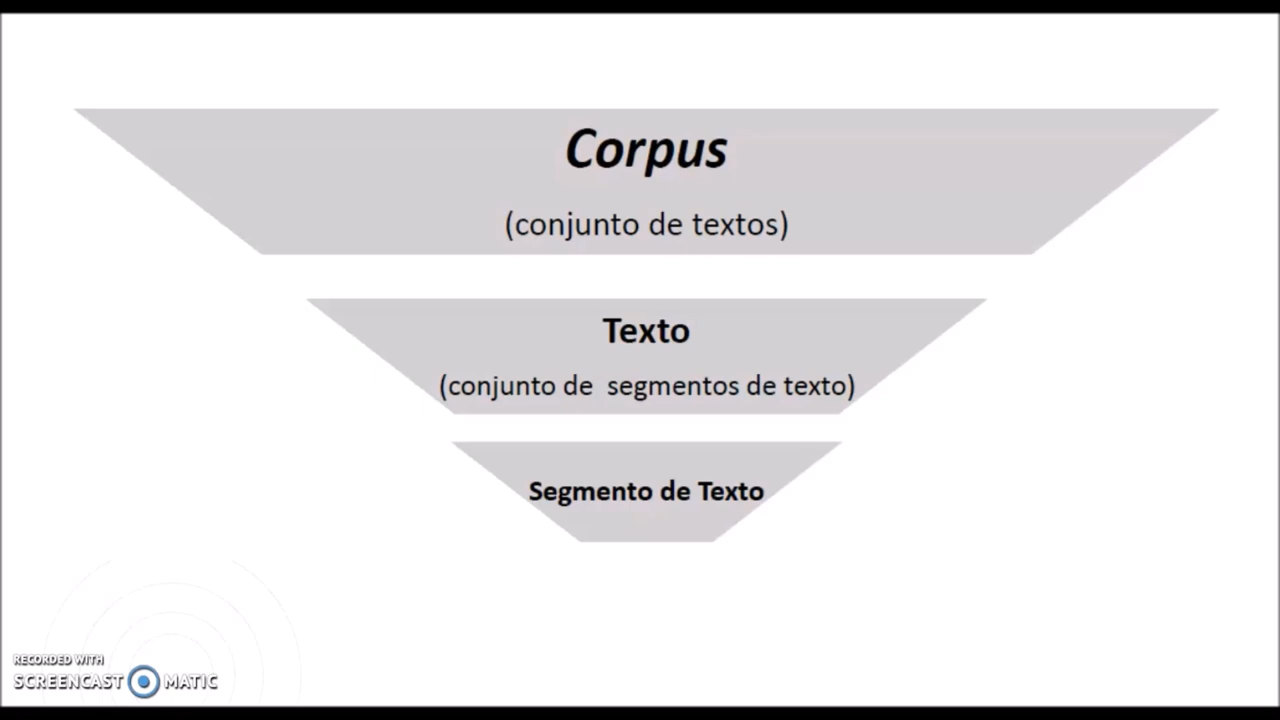 Corpus
(conjunto de textos)
Texto
(conjunto de  segmentos de texto)
Segmento de Texto
RECORDED WITH
SCREENCAST MATIC